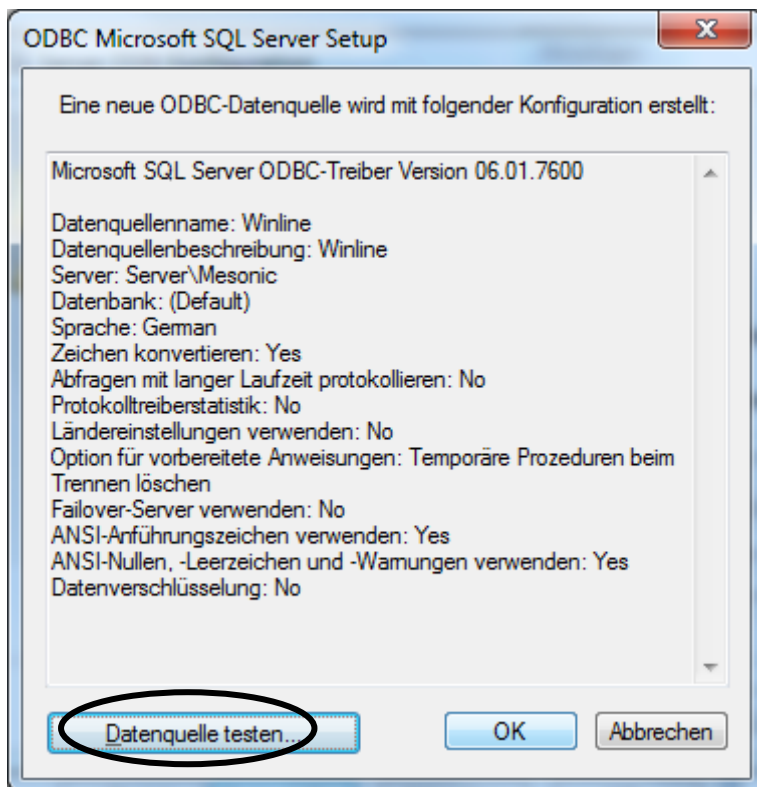 ODBC Microsoft SQL Server Setup
Eine neue ODBC-Datenquelle wird mit folgender Konfiguration erstellt:
Microsoft SQL Server ODBC-Treiber Version 06.01.7600
Datenquellenname: Winline
Datenquellenbeschreibung: Winline
Server: Server\Mesonic
Datenbank: (Default)
Sprache: German
Zeichen konvertieren: Yes
Abfragen mit langer Laufzeit protokollieren: No
Protokolltreiberstatistik: No
Ländereinstellungen verwenden: No
Option für vorbereitete Anweisungen: Temporäre Prozeduren beim
Trennen löschen
Failover-Server verwenden: No
ANSI-Anführungszeichen verwenden: Yes
ANSI-Nullen, -Leerzeichen und -Warnungen verwenden: Yes
Datenverschlüsselung: No
Datenquelle testen... OK Abbrechen